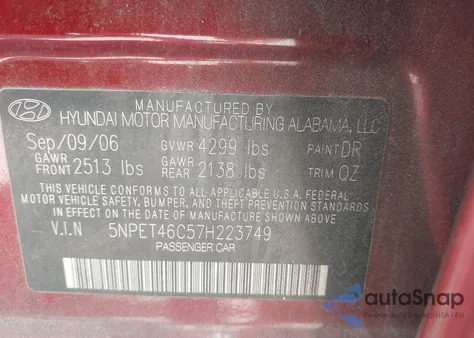 MANUFACTURED BY
HYUNDAI MOTOR MANUFACTURING ALABAMA, LLC
Sep/09/06 GVWR 4299 lbs PAINT DR
GAWR FRONT 2513 lbs GAWR REAR 2138 lbs TRIM QZ
THIS VEHICLE CONFORMS TO ALL APPLICABLE U.S.A. FEDERAL
MOTOR VEHICLE SAFETY, BUMPER, AND THEFT PREVENTION STANDARDS
IN EFFECT ON THE DATE OF MANUFACTURE SHOWN ABOVE.
V.I.N 5NPET46C57H223749
PASSENGER CAR
autoSnap